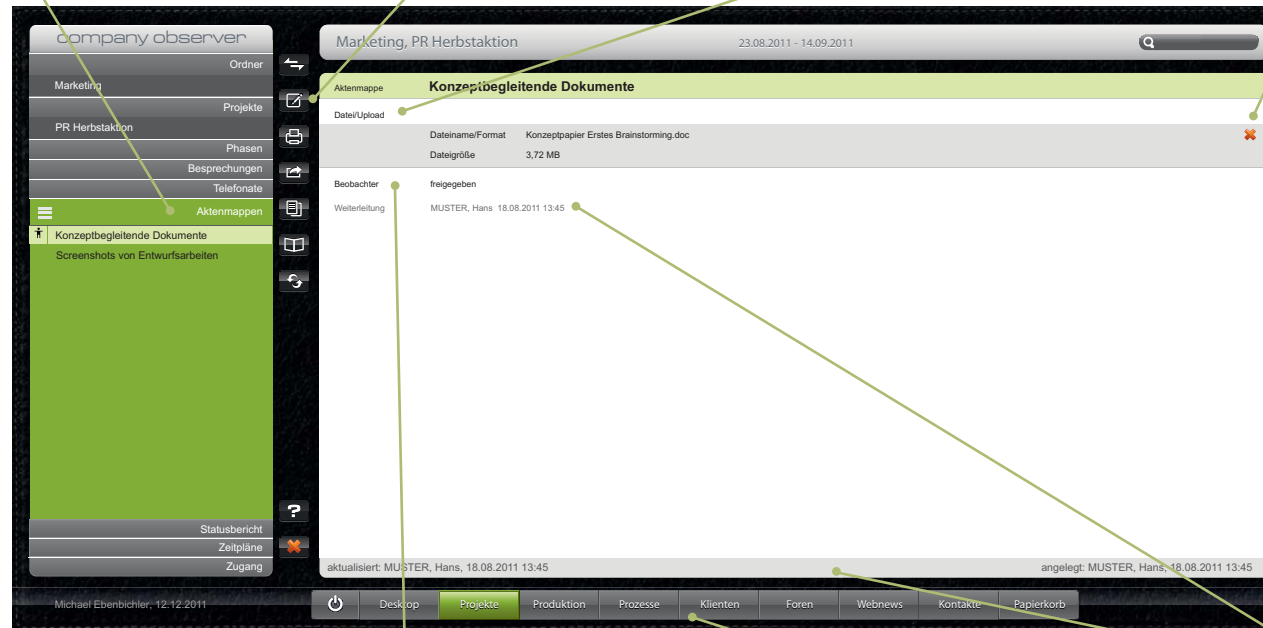 company observer
Ordner
Marketing
Projekte
PR Herbstaktion
Phasen
Besprechungen
Telefonate
Aktenmappen
Konzeptbegleitende Dokumente
Screenshots von Entwurfsarbeiten
Statusbericht
Zeitpläne
Zugang
?
Marketing, PR Herbstaktion 23.08.2011 - 14.09.2011
Aktenmappe Konzeptbegleitende Dokumente
Datei/Upload
Dateiname/Format Konzeptpapier Erstes Brainstorming.doc
Dateigröße 3,72 MB
Beobachter freigegeben
Weiterleitung MUSTER, Hans 18.08.2011 13:45
aktualisiert: MUSTER, Hans, 18.08.2011 13:45 angelegt: MUSTER, Hans, 18.08.2011 13:45
Michael Ebenbichler, 12.12.2011 Desktop Projekte Produktion Prozesse Klienten Foren Webnews Kontakte Papierkorb